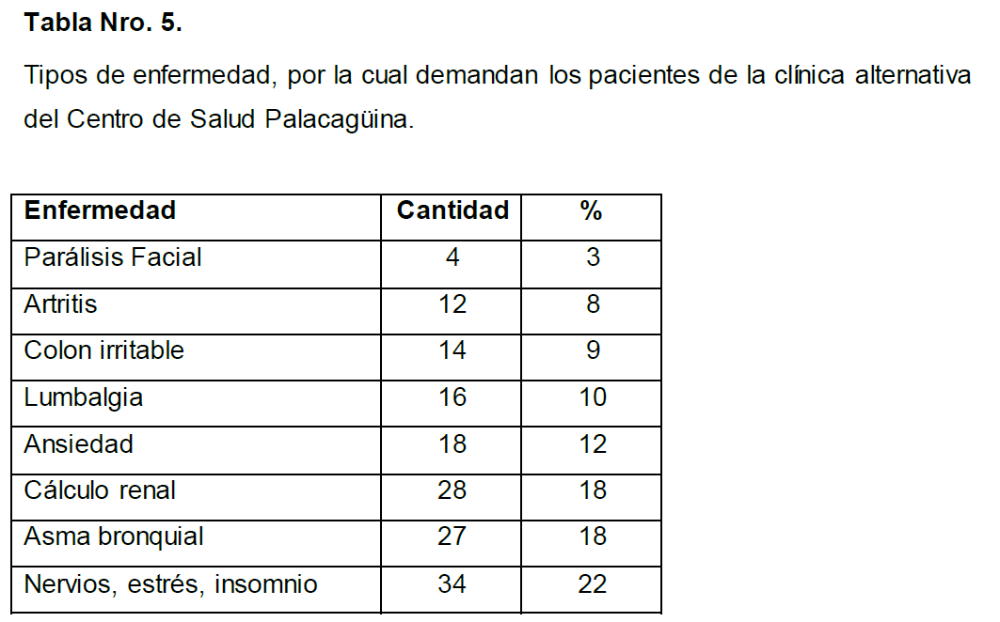 Tabla Nro. 5.
Tipos de enfermedad, por la cual demandan los pacientes de la clínica alternativa
del Centro de Salud Palacagüina.
Enfermedad Cantidad %
Parálisis Facial 4 3
Artritis 12 8
Colon irritable 14 9
Lumbalgia 16 10
Ansiedad 18 12
Cálculo renal 28 18
Asma bronquial 27 18
Nervios, estrés, insomnio 34 22